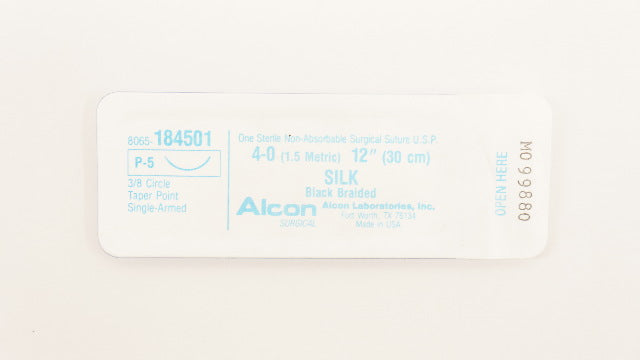 8065-184501
P-5
3/8 Circle
Taper Point
Single-Armed
One Sterile Non-Absorbable Surgical Suture U.S.P.
4-0 (1.5 Metric) 12" (30 cm)
SILK
Black Braided
Alcon
SURGICAL
Alcon Laboratories, Inc.
Fort Worth, TX 76134
Made in USA
OPEN HERE
M099880